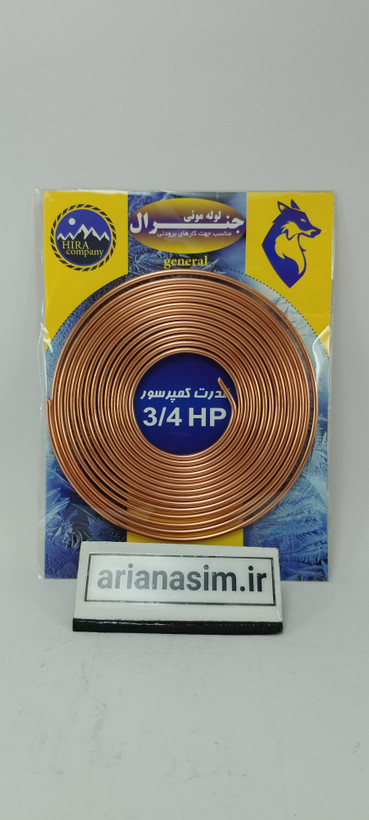 HIRA
company
لوله مویی
جنرال
مناسب جهت کارهای برودتی
general
قدرت کمپرسور
3/4 HP
arianasim.ir